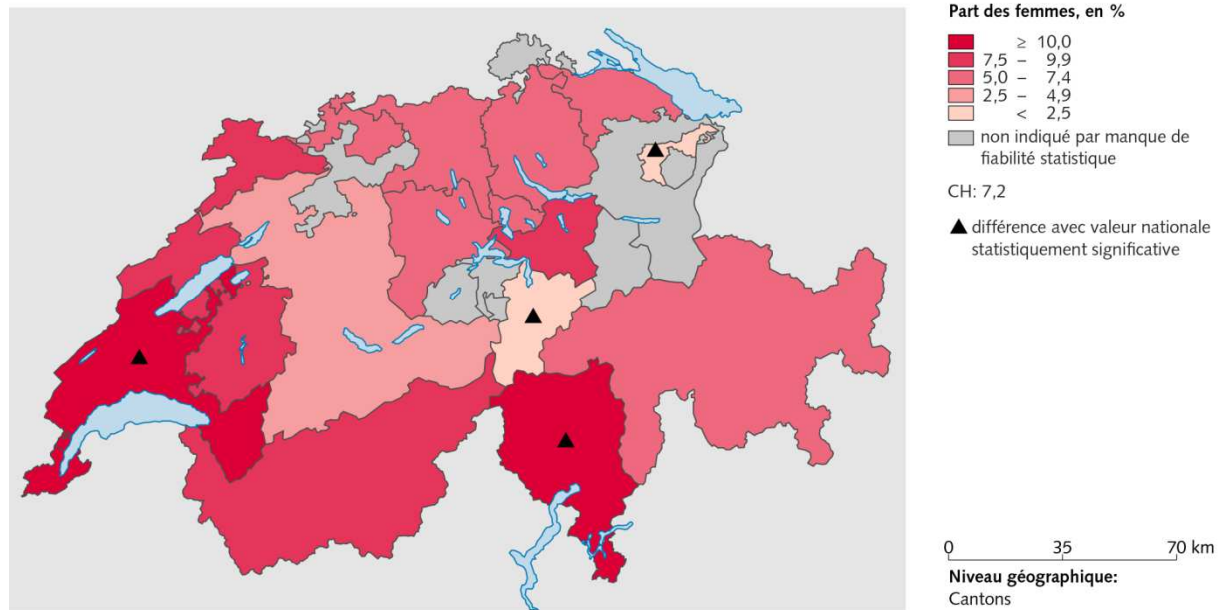 Part des femmes, en %
≥ 10,0
7,5 – 9,9
5,0 – 7,4
2,5 – 4,9
< 2,5
non indiqué par manque de
fiabilité statistique
CH: 7,2
différence avec valeur nationale
statistiquement significative
0 35 70 km
Niveau géographique:
Cantons